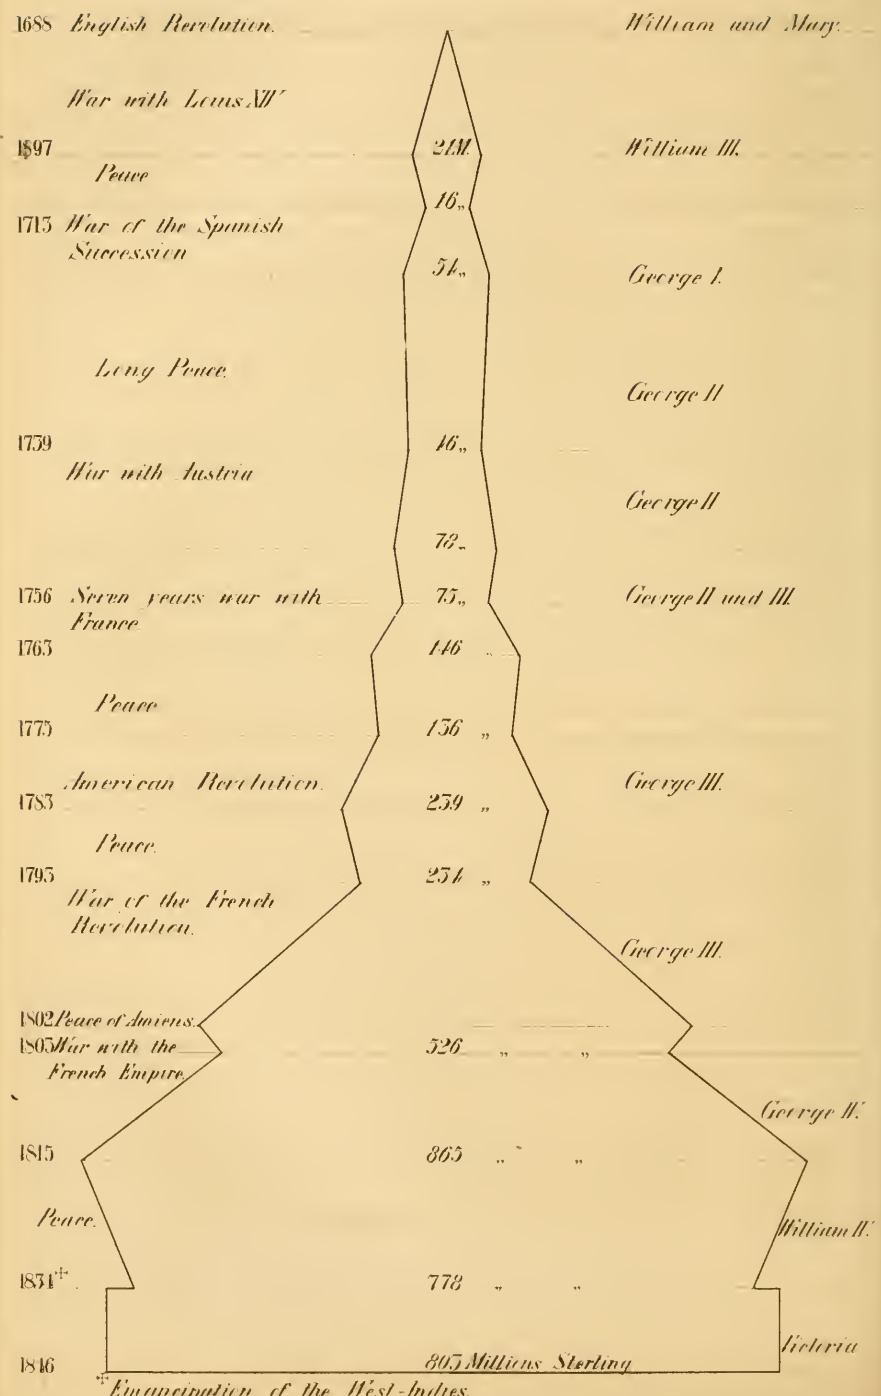 1688 English Revolution. William and Mary.
War with Louis XIV
1697 21M. William III.
Peace
16 „
1713 War of the Spanish
Succession
54 „ George I.
Long Peace.
George II
1739 46 „
War with Austria
George II
78 „
1756 Seven years war with 75 „ George II and III.
France
1763 146 „
Peace
1775 136 „
American Revolution. George III.
1783 239 „
Peace.
1793 234 „
War of the French
Revolution.
George III.
1802 Peace of Amiens.
1803 War with the 526 „ „
French Empire.
George IV.
1815 865 „ „
Peace. William IV.
1834+ 778 „ „
Victoria
1846 803 Millions Sterling
+Emancipation of the West-Indies.